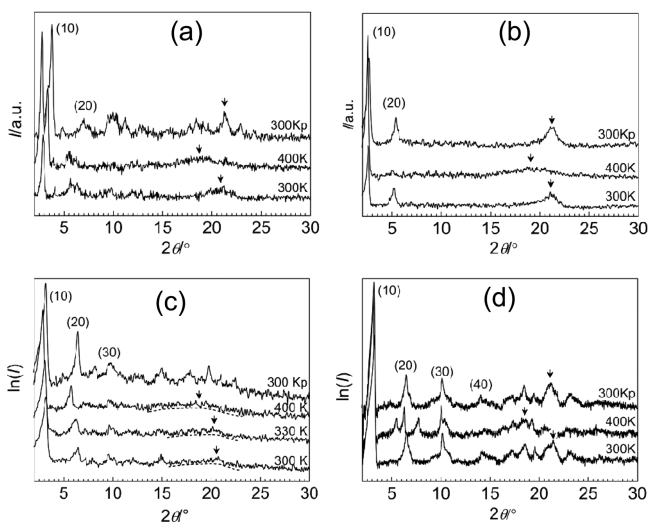 (a)
(10)
(20)
300Kp
400K
300K
I/a.u.
5 10 15 20 25 30
2θ/°
(b)
(10)
(20)
300Kp
400K
300K
I/a.u.
5 10 15 20 25 30
2θ/°
(c)
(10)
(20)
(30)
300 Kp
400 K
330 K
300 K
ln(I)
5 10 15 20 25 30
2θ/°
(d)
(10)
(20)
(30)
(40)
300Kp
400K
300K
ln(I)
5 10 15 20 25 30
2θ/°